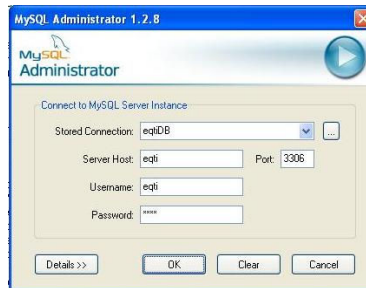 MySQL Administrator 1.2.8
MySQL
Administrator
Connect to MySQL Server Instance
Stored Connection: eqtiDB ...
Server Host: eqti Port: 3306
Username: eqti
Password: ****
Details >> OK Clear Cancel